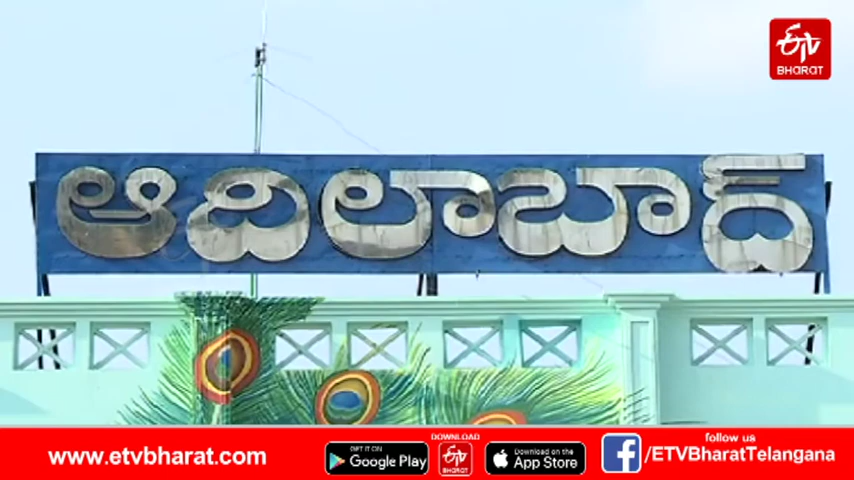 etv
BHARAT
ఆదిలాబాద్
www.etvbharat.com
GET IT ON
Google Play
DOWNLOAD
etv
BHARAT
Download on the
App Store
follow us
/ETVBharatTelangana